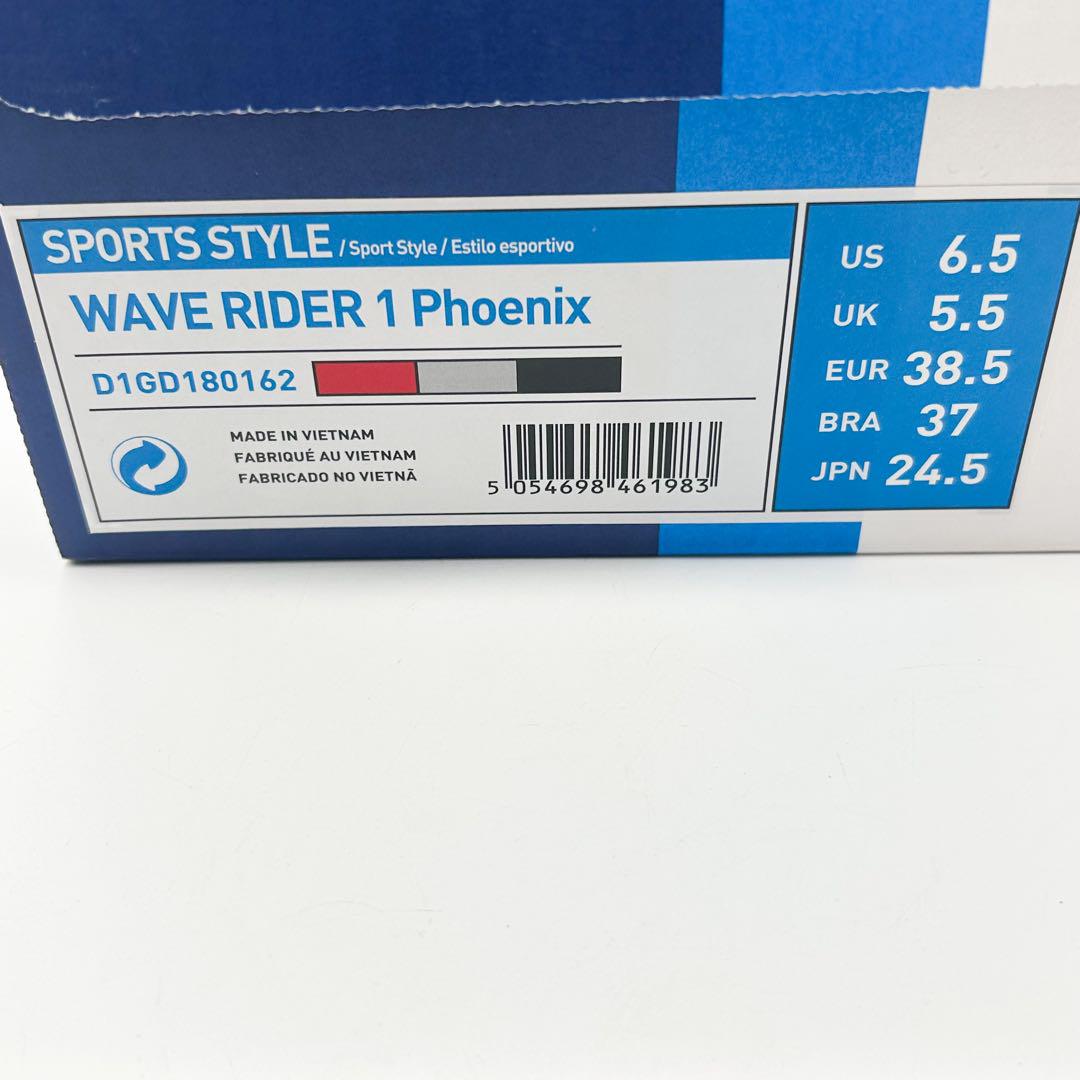 SPORTS STYLE / Sport Style / Estilo esportivo
WAVE RIDER 1 Phoenix
D1GD180162
MADE IN VIETNAM
FABRIQUÉ AU VIETNAM
FABRICADO NO VIETNÃ
5 054698 461983
US 6.5
UK 5.5
EUR 38.5
BRA 37
JPN 24.5